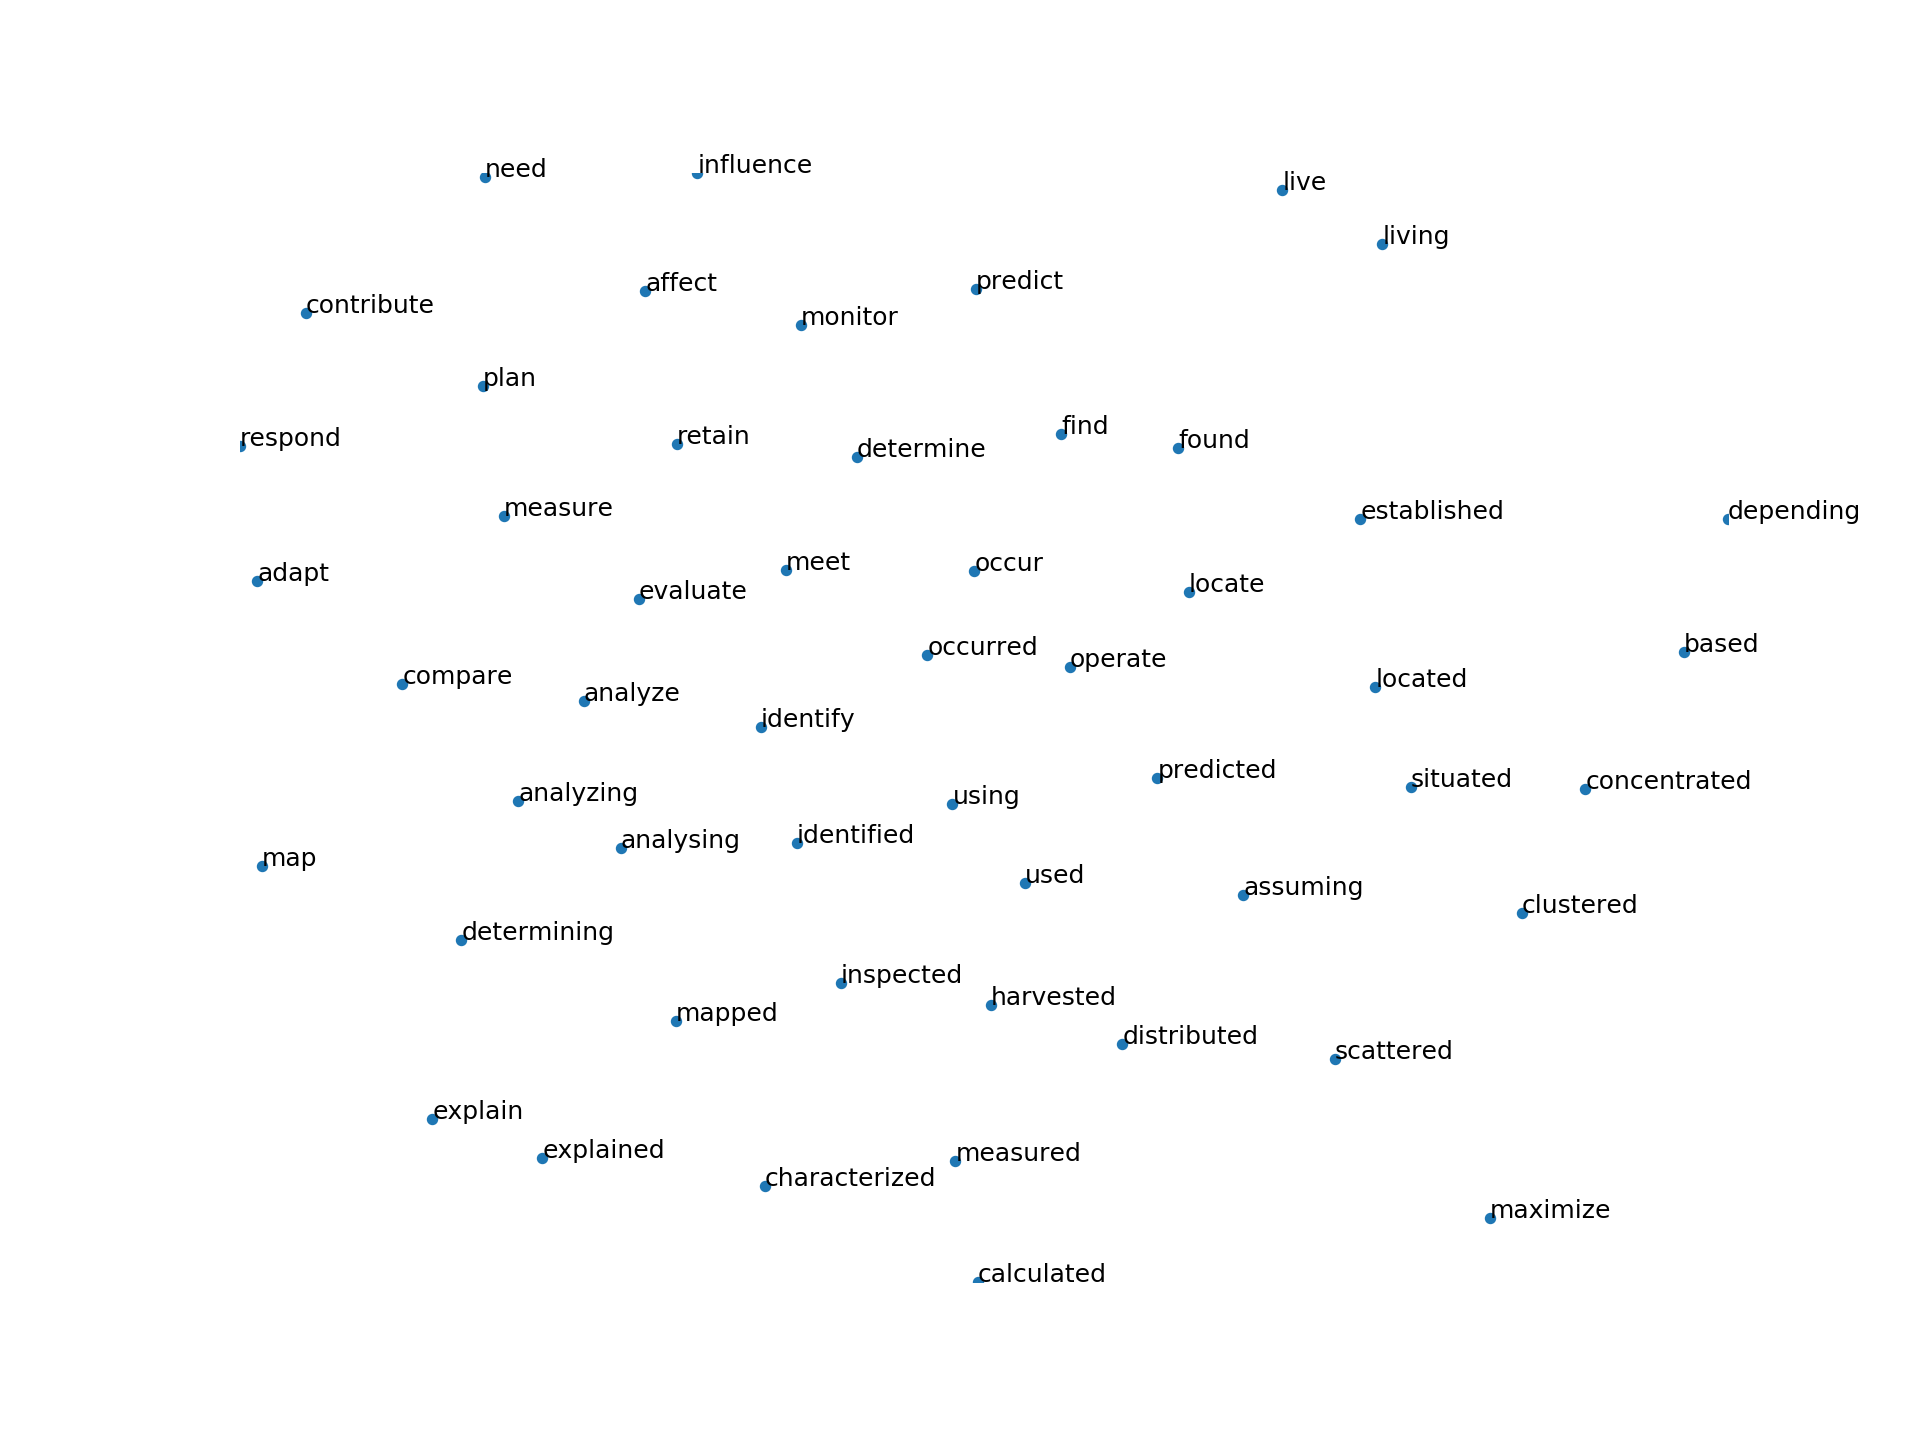 need
influence
live
living
affect
predict
contribute
monitor
plan
find
retain
respond
found
determine
measure
established
depending
meet
occur
adapt
locate
evaluate
based
occurred
operate
compare
located
analyze
identify
predicted
situated
concentrated
analyzing
using
identified
analysing
map
used
assuming
clustered
determining
inspected
harvested
mapped
distributed
scattered
explain
explained
measured
characterized
maximize
calculated